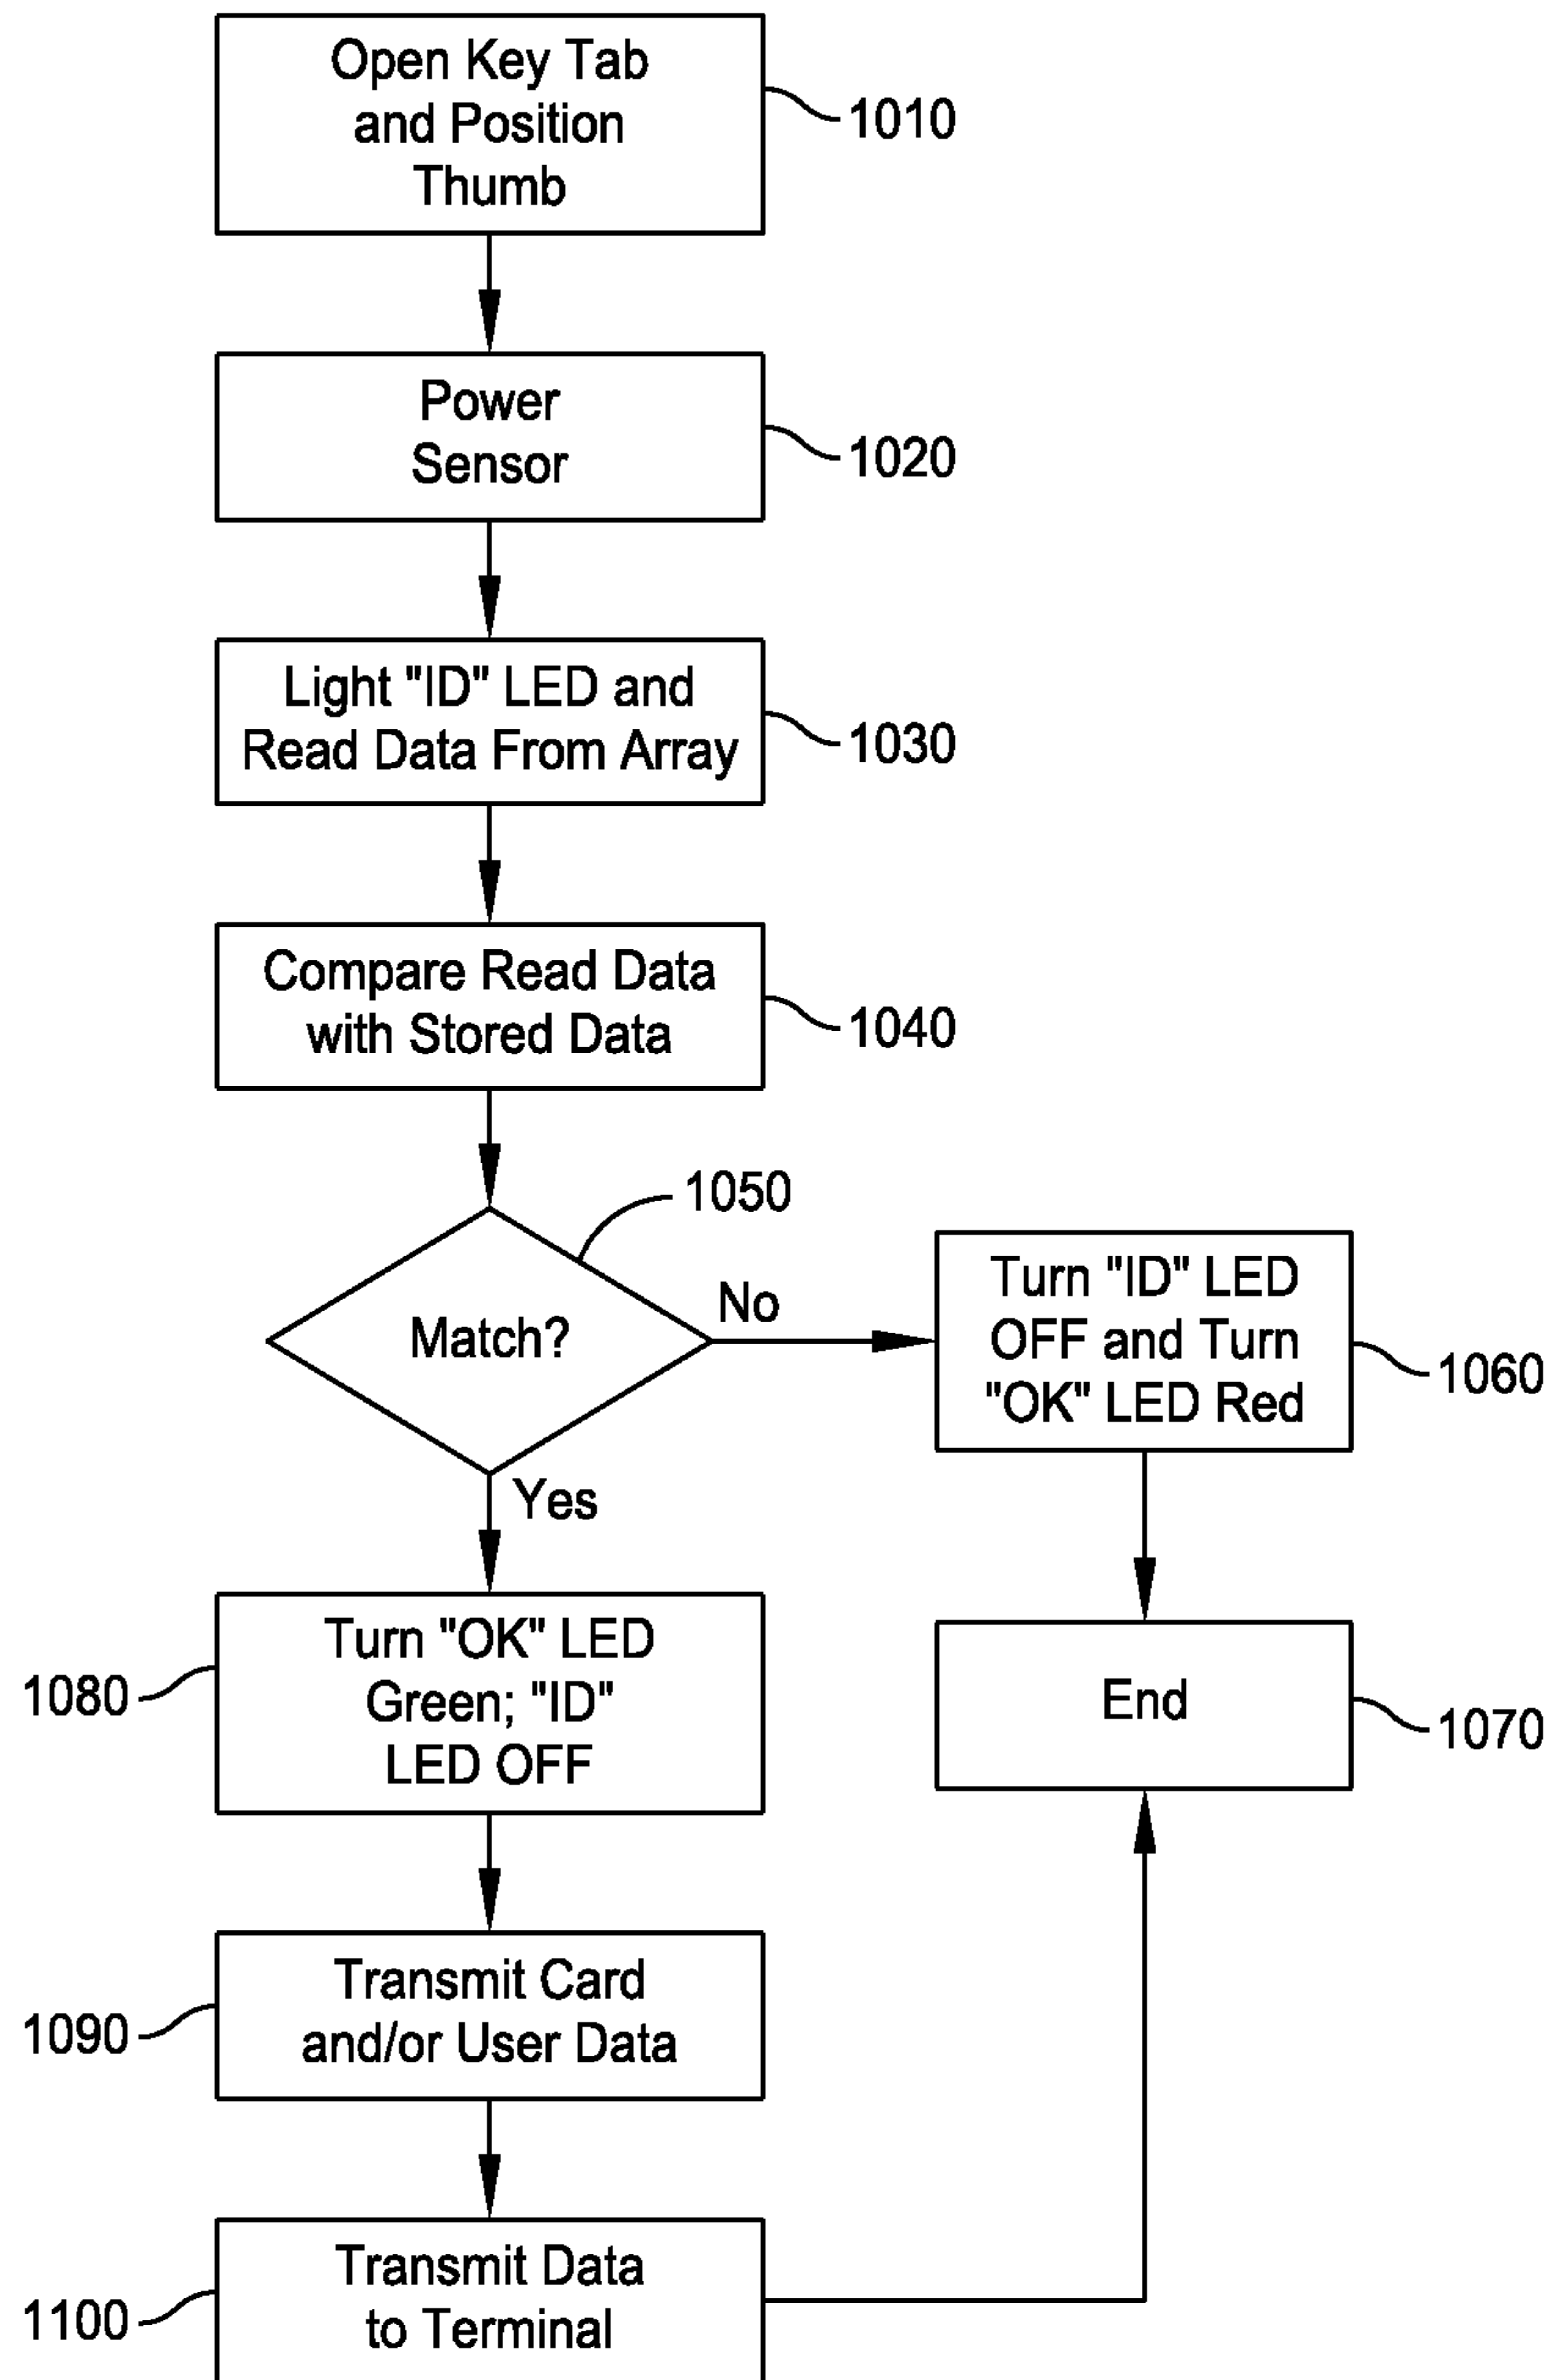 Open Key Tab
and Position
Thumb
1010
Power
Sensor
1020
Light "ID" LED and
Read Data From Array
1030
Compare Read Data
with Stored Data
1040
1050
Match?
No
Turn "ID" LED
OFF and Turn
"OK" LED Red
1060
Yes
Turn "OK" LED
Green; "ID"
LED OFF
1080
End
1070
Transmit Card
and/or User Data
1090
Transmit Data
to Terminal
1100